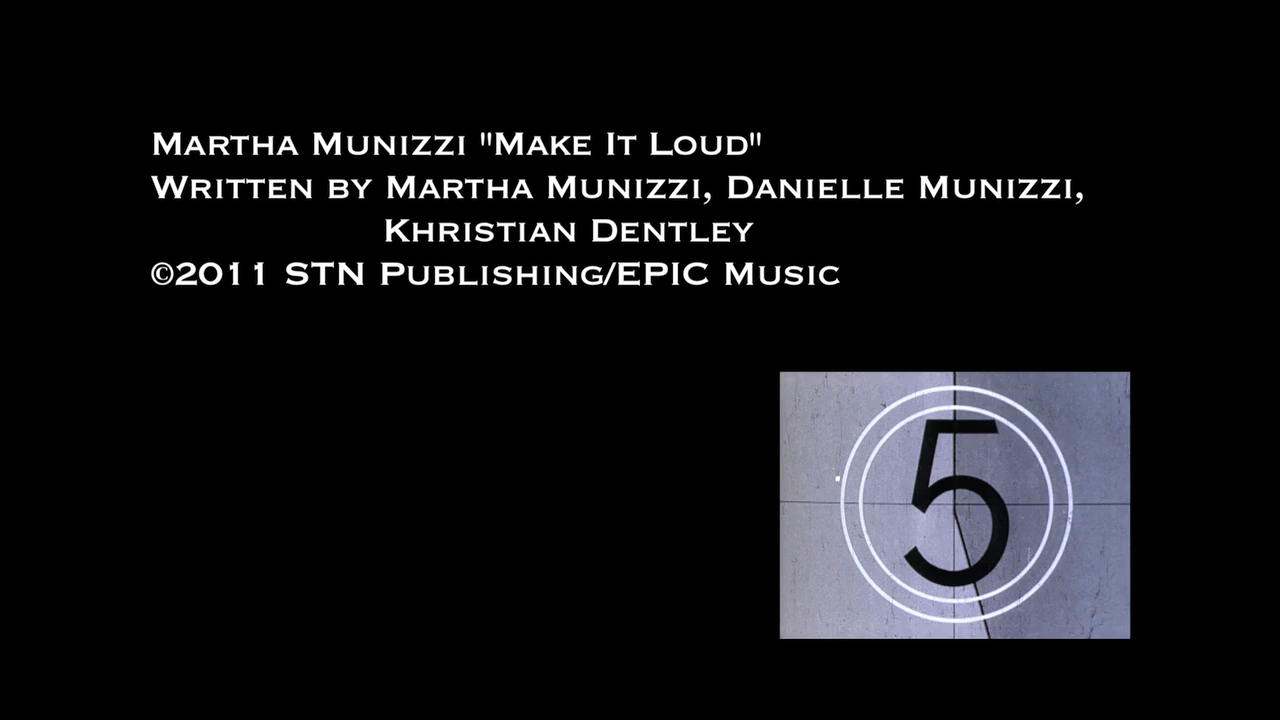 Martha Munizzi "Make It Loud"
Written by Martha Munizzi, Danielle Munizzi,
Khristian Dentley
©2011 STN Publishing/EPIC Music
5